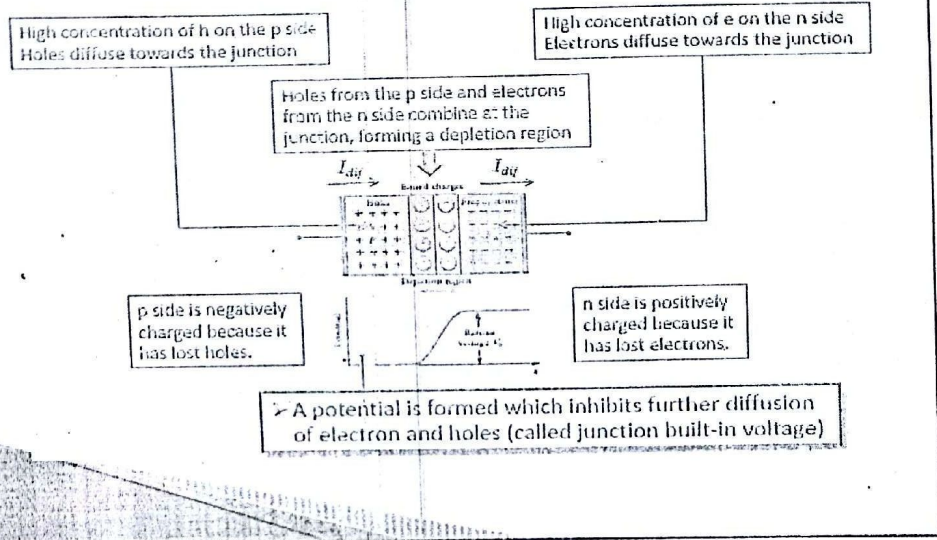 High concentration of h on the p side
Holes diffuse towards the junction
High concentration of e on the n side
Electrons diffuse towards the junction
Holes from the p side and electrons
from the n side combine at the
junction, forming a depletion region
I_dif
I_dif
Bound charges
Holes
Depletion region
p side is negatively
charged because it
has lost holes.
Potential
Barrier
n side is positively
charged because it
has lost electrons.
➢ A potential is formed which inhibits further diffusion
of electron and holes (called junction built-in voltage)